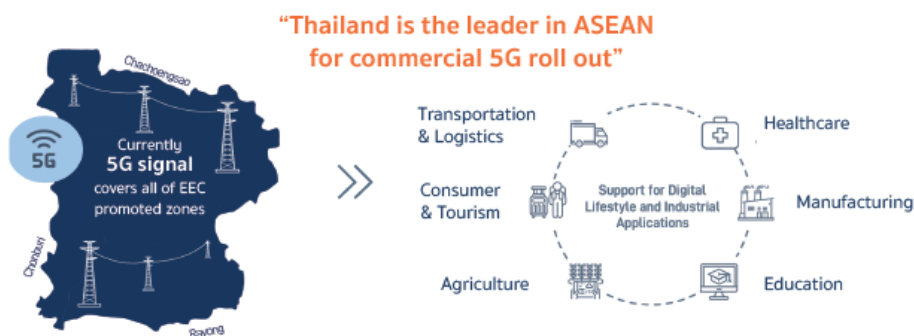 “Thailand is the leader in ASEAN
for commercial 5G roll out”
Chachoengsao
5G
Currently
5G signal
covers all of EEC
promoted zones
Chonburi
Rayong
Transportation
& Logistics
Healthcare
Consumer
& Tourism
Support for Digital
Lifestyle and Industrial
Applications
Manufacturing
Agriculture
Education